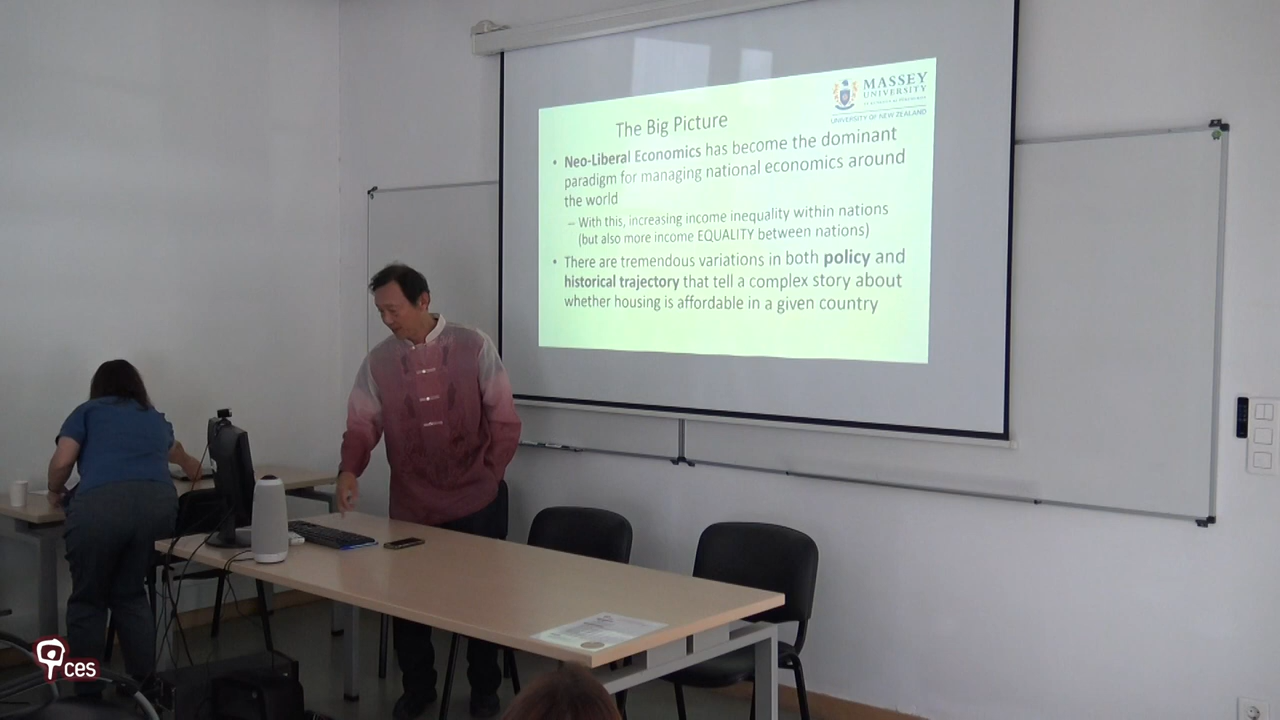 MASSEY
UNIVERSITY
UNIVERSITY OF NEW ZEALAND
The Big Picture
• Neo-Liberal Economics has become the dominant
paradigm for managing national economics around
the world
– With this, increasing income inequality within nations
(but also more income EQUALITY between nations)
• There are tremendous variations in both policy and
historical trajectory that tell a complex story about
whether housing is affordable in a given country
ces